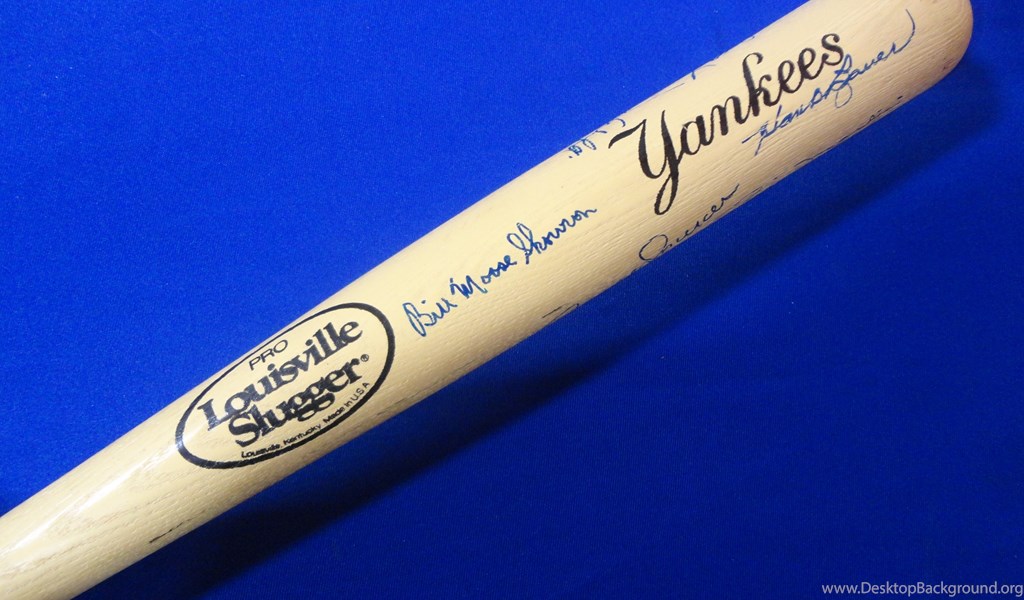 Yankees
Hank Bauer
Bill Moose Skowron
PRO
Louisville
Slugger®
Louisville, Kentucky Made in U.S.A
www.DesktopBackground.org